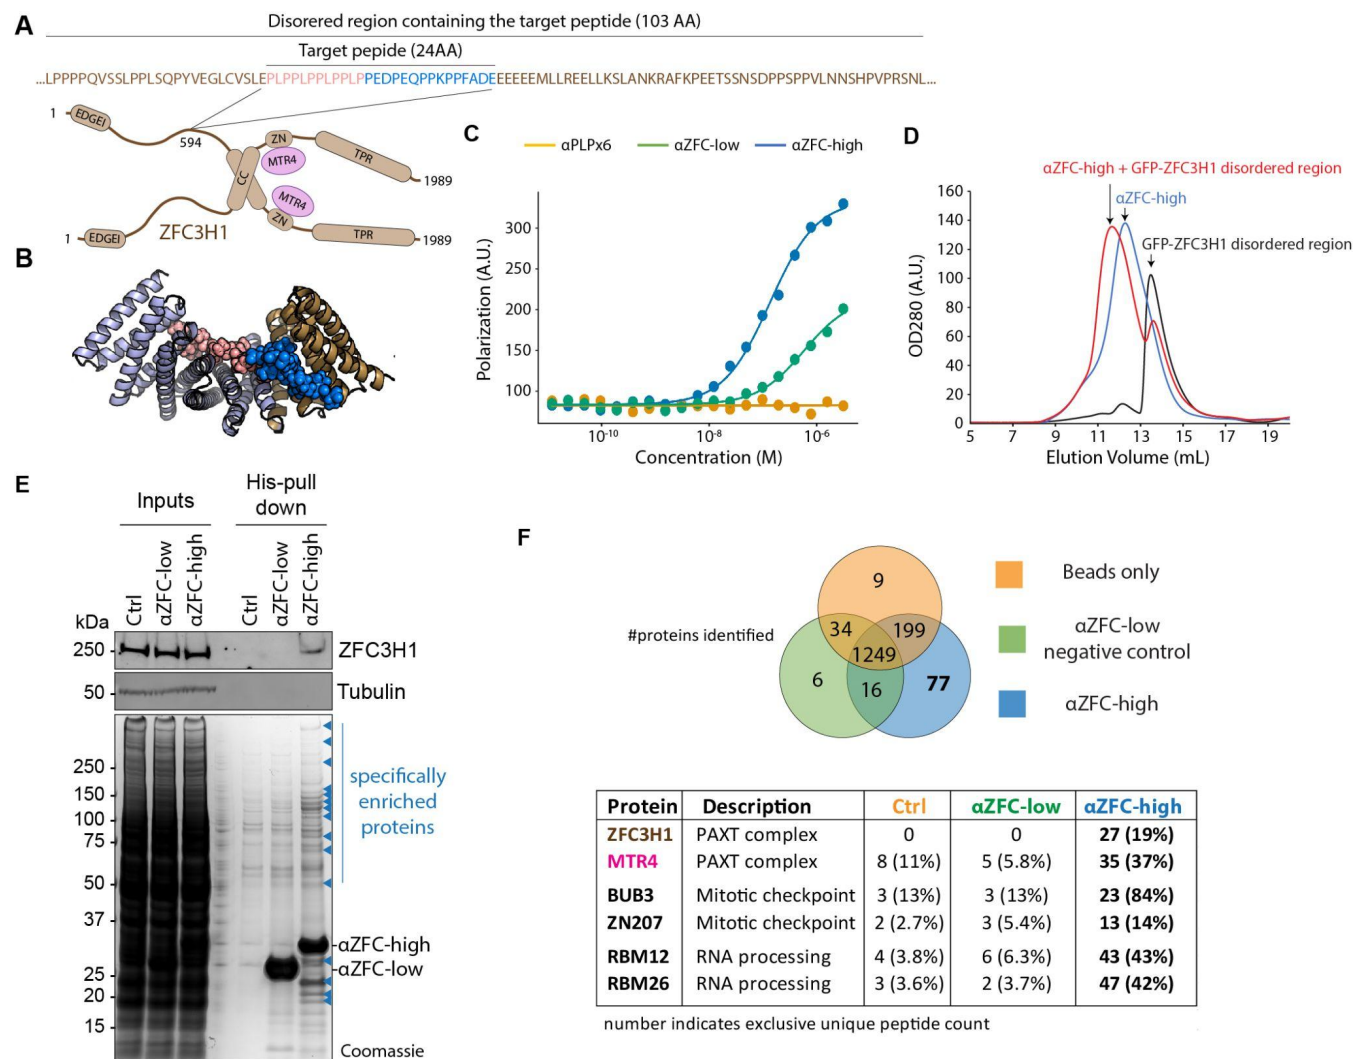 A
Disorered region containing the target peptide (103 AA)
Target pepide (24AA)
...LPPPPQVSSLPPLSQPYVEGLCVSLEPLPPLPPLPPLPPEDPEQPPKPPFADEEEEEEMLLREELLKSLANKRAFKPEETSSNSDPPSPPVLNNSHPVPRSNL...
1
EDGEI
594
ZN
MTR4
TPR
1989
CC
MTR4
ZN
1
EDGEI
ZFC3H1
TPR
1989
B
C
αPLPx6
αZFC-low
αZFC-high
Polarization (A.U.)
300
200
150
100
10-10
10-8
10-6
Concentration (M)
D
αZFC-high + GFP-ZFC3H1 disordered region
αZFC-high
GFP-ZFC3H1 disordered region
OD280 (A.U.)
160
140
120
100
80
60
40
20
0
5
7
9
11
13
15
17
19
Elution Volume (mL)
E
Inputs
His-pull
down
Ctrl
αZFC-low
αZFC-high
Ctrl
αZFC-low
αZFC-high
kDa
250
ZFC3H1
50
Tubulin
250
150
100
75
50
37
25
20
15
specifically
enriched
proteins
-αZFC-high
-αZFC-low
Coomassie
F
#proteins identified
9
34
199
1249
6
16
77
Beads only
αZFC-low
negative control
αZFC-high
Protein Description Ctrl αZFC-low αZFC-high
ZFC3H1 PAXT complex 0 0 27 (19%)
MTR4 PAXT complex 8 (11%) 5 (5.8%) 35 (37%)
BUB3 Mitotic checkpoint 3 (13%) 3 (13%) 23 (84%)
ZN207 Mitotic checkpoint 2 (2.7%) 3 (5.4%) 13 (14%)
RBM12 RNA processing 4 (3.8%) 6 (6.3%) 43 (43%)
RBM26 RNA processing 3 (3.6%) 2 (3.7%) 47 (42%)
number indicates exclusive unique peptide count